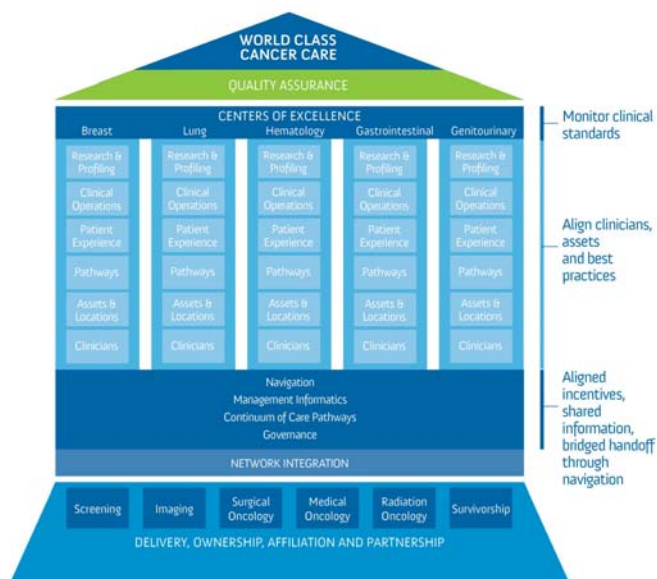 WORLD CLASS
CANCER CARE
QUALITY ASSURANCE
CENTERS OF EXCELLENCE
Breast
Lung
Hematology
Gastrointestinal
Genitourinary
Research &
Profiling
Clinical
Operations
Patient
Experience
Pathways
Assets &
Locations
Clinicians
Research &
Profiling
Clinical
Operations
Patient
Experience
Pathways
Assets &
Locations
Clinicians
Research &
Profiling
Clinical
Operations
Patient
Experience
Pathways
Assets &
Locations
Clinicians
Research &
Profiling
Clinical
Operations
Patient
Experience
Pathways
Assets &
Locations
Clinicians
Research &
Profiling
Clinical
Operations
Patient
Experience
Pathways
Assets &
Locations
Clinicians
Navigation
Management Informatics
Continuum of Care Pathways
Governance
NETWORK INTEGRATION
Screening
Imaging
Surgical
Oncology
Medical
Oncology
Radiation
Oncology
Survivorship
DELIVERY, OWNERSHIP, AFFILIATION AND PARTNERSHIP
Monitor clinical
standards
Align clinicians,
assets
and best
practices
Aligned
incentives,
shared
information,
bridged handoff
through
navigation